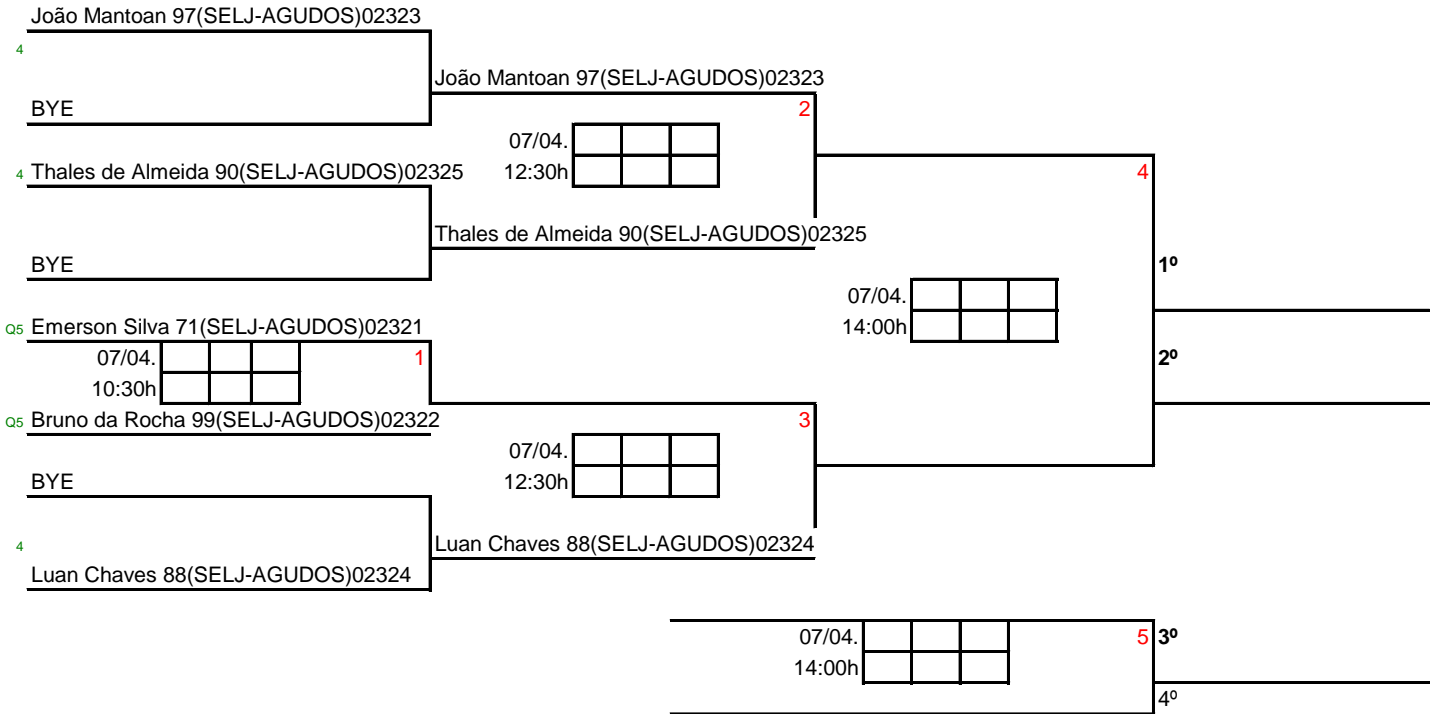 João Mantoan 97(SELJ-AGUDOS)02323
4
João Mantoan 97(SELJ-AGUDOS)02323
BYE
2
07/04.
12:30h
4 Thales de Almeida 90(SELJ-AGUDOS)02325
4
Thales de Almeida 90(SELJ-AGUDOS)02325
BYE
1º
07/04.
14:00h
Q5 Emerson Silva 71(SELJ-AGUDOS)02321
07/04.
10:30h
1
2º
Q5 Bruno da Rocha 99(SELJ-AGUDOS)02322
3
07/04.
12:30h
BYE
4
Luan Chaves 88(SELJ-AGUDOS)02324
Luan Chaves 88(SELJ-AGUDOS)02324
07/04.
14:00h
5 3º
4º